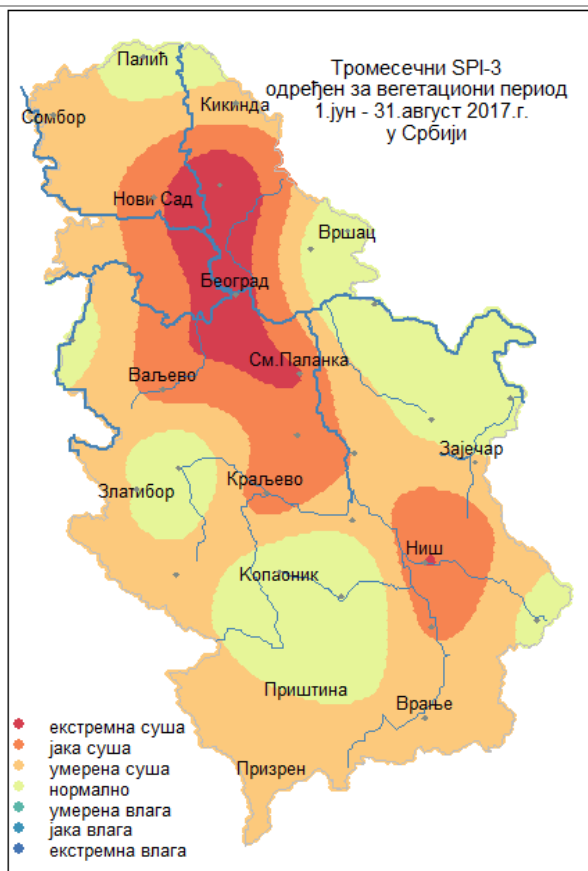 Тромесечни SPI-3
одређен за вегетациони период
1.јун - 31.август 2017.г.
у Србији
Палић
Кикинда
Сомбор
Нови Сад
Вршац
Београд
См.Паланка
Ваљево
Зајечар
Златибор
Краљево
Ниш
Копаоник
Приштина
Врање
Призрен
екстремна суша
јака суша
умерена суша
нормално
умерена влага
јака влага
екстремна влага